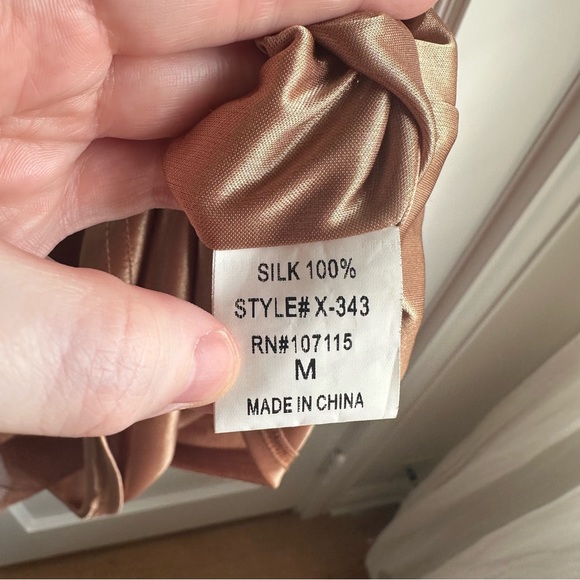 SILK 100%
STYLE# X-343
RN#107115
M
MADE IN CHINA